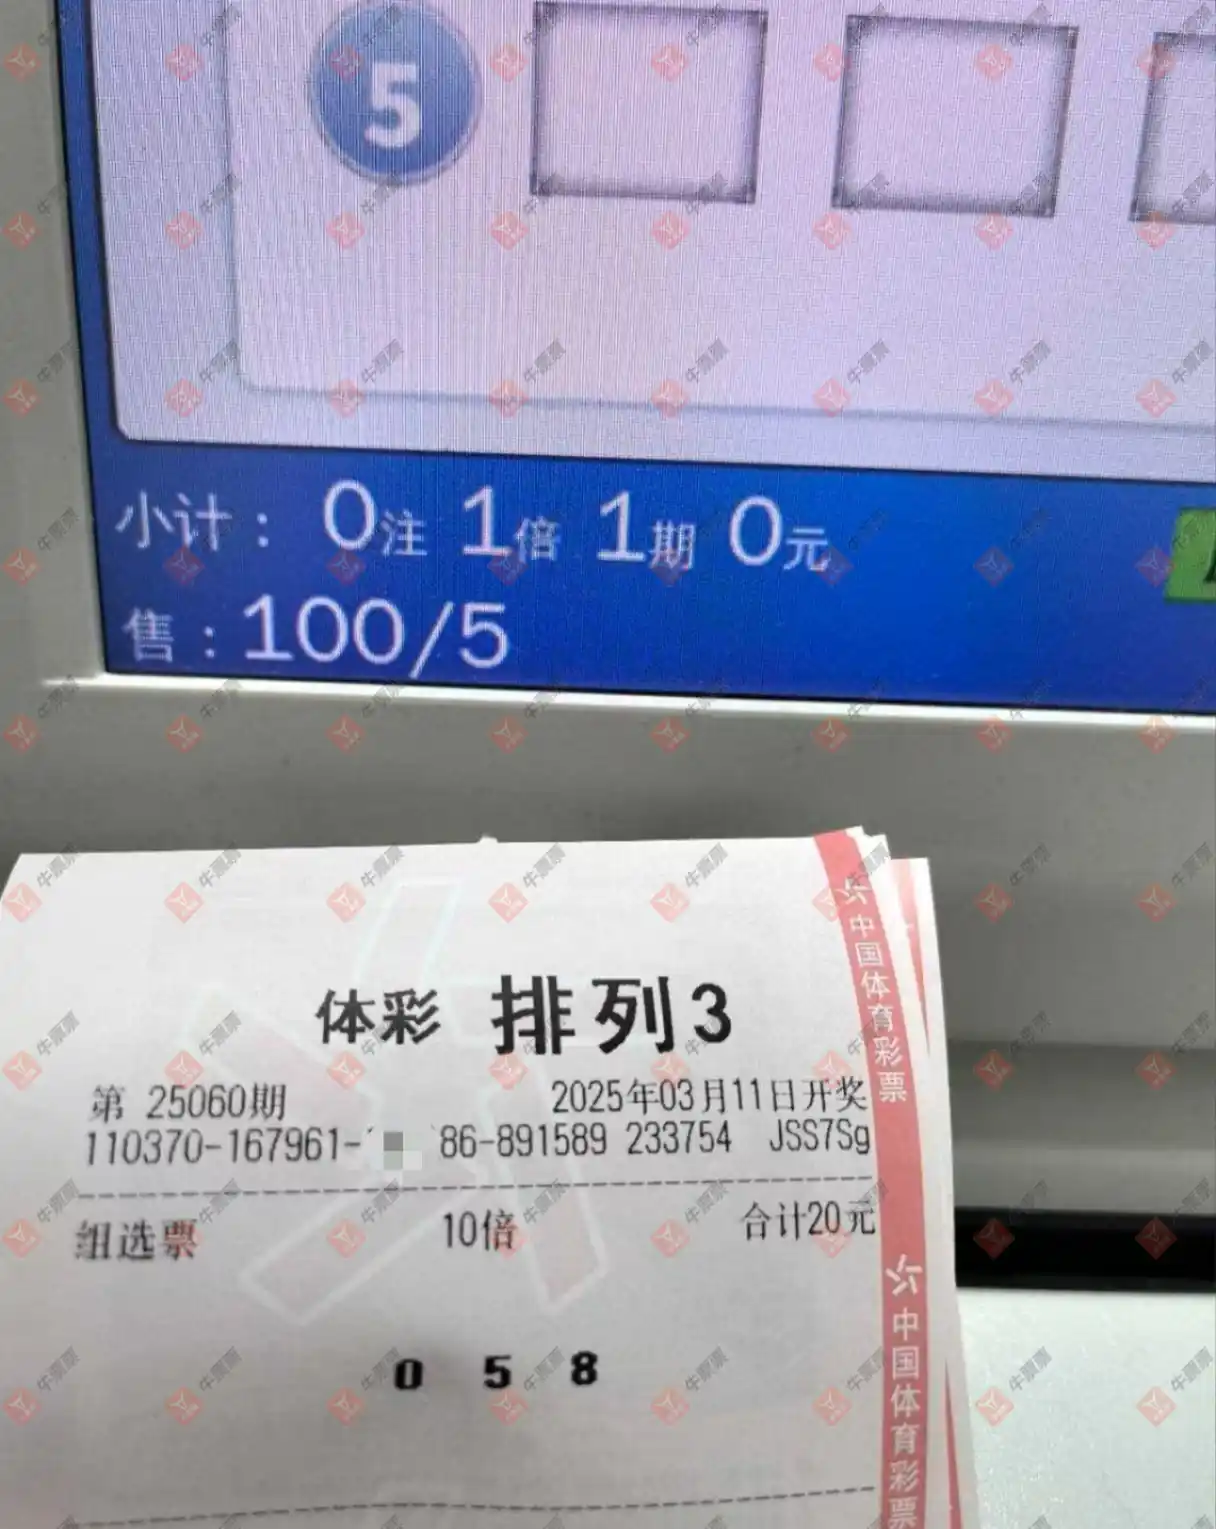 5
小计：0注 1倍 1期 0元
售：100/5
中国体育彩票
体彩 排列3
第 25060期 2025年03月11日开奖
110370-167961- 86-891589 233754 JSS7Sg
组选票 10倍 合计20元
0 5 8
中国体育彩票